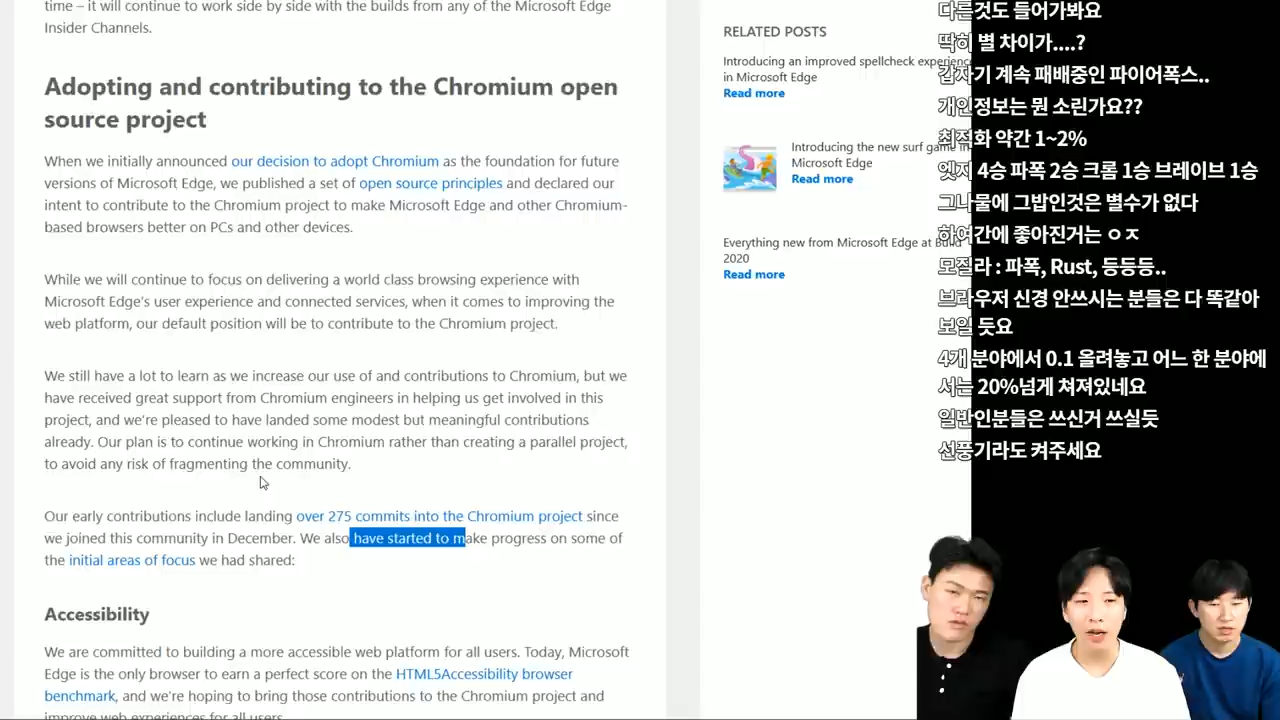 time – it will continue to work side by side with the builds from any of the Microsoft Edge
Insider Channels.
Adopting and contributing to the Chromium open
source project
When we initially announced our decision to adopt Chromium as the foundation for future
versions of Microsoft Edge, we published a set of open source principles and declared our
intent to contribute to the Chromium project to make Microsoft Edge and other Chromium-
based browsers better on PCs and other devices.
While we will continue to focus on delivering a world class browsing experience with
Microsoft Edge's user experience and connected services, when it comes to improving the
web platform, our default position will be to contribute to the Chromium project.
We still have a lot to learn as we increase our use of and contributions to Chromium, but we
have received great support from Chromium engineers in helping us get involved in this
project, and we're pleased to have landed some modest but meaningful contributions
already. Our plan is to continue working in Chromium rather than creating a parallel project,
to avoid any risk of fragmenting the community.
Our early contributions include landing over 275 commits into the Chromium project since
we joined this community in December. We also have started to make progress on some of
the initial areas of focus we had shared:
Accessibility
We are committed to building a more accessible web platform for all users. Today, Microsoft
Edge is the only browser to earn a perfect score on the HTML5Accessibility browser
benchmark, and we're hoping to bring those contributions to the Chromium project and
improve web experiences for all users.
RELATED POSTS
Introducing an improved spellcheck experience
in Microsoft Edge
Read more
Introducing the new surf game in
Microsoft Edge
Read more
Everything new from Microsoft Edge at Build
2020
Read more
다른것도 들어가봐요
딱히 별 차이가....?
갑자기 계속 패배중인 파이어폭스..
개인정보는 뭔 소린가요??
최적화 약간 1~2%
엣지 4승 파폭 2승 크롬 1승 브레이브 1승
그나물에 그밥인것은 별수가 없다
하여간에 좋아진거는 ㅇㅈ
모질라 : 파폭, Rust, 등등등..
브라우저 신경 안쓰시는 분들은 다 똑같아
보일 듯요
4개 분야에서 0.1 올려놓고 어느 한 분야에
서는 20%넘게 쳐져있네요
일반인분들은 쓰신거 쓰실듯
선풍기라도 켜주세요